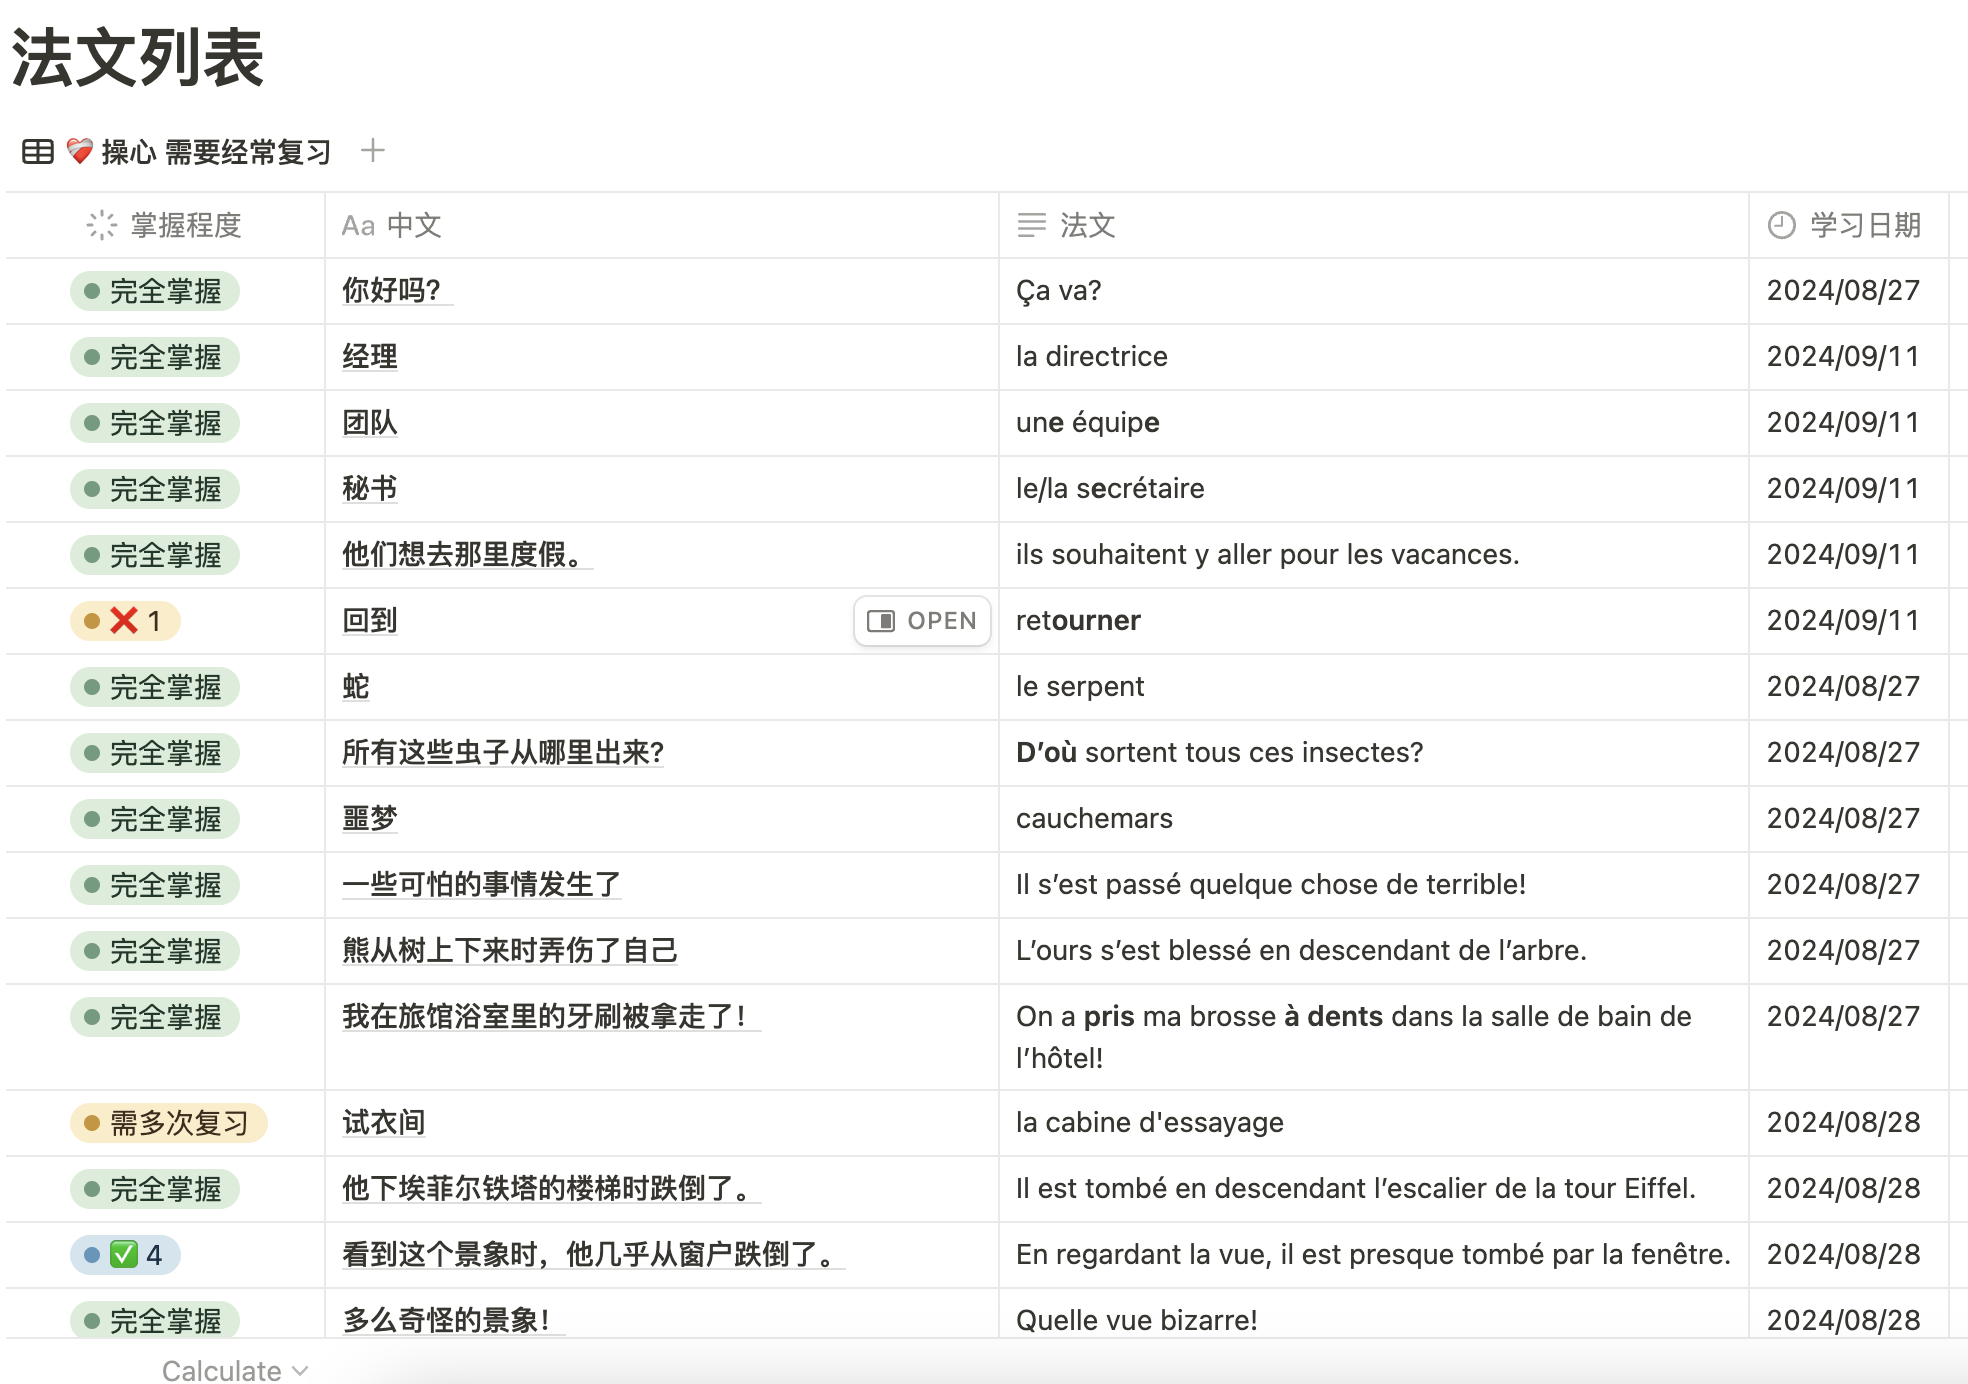 法文列表
❤️‍🩹 操心 需要经常复习 +
掌握程度 Aa 中文 法文 学习日期
完全掌握 你好吗？ Ça va? 2024/08/27
完全掌握 经理 la directrice 2024/09/11
完全掌握 团队 une équipe 2024/09/11
完全掌握 秘书 le/la secrétaire 2024/09/11
完全掌握 他们想去那里度假。 ils souhaitent y aller pour les vacances. 2024/09/11
❌ 1 回到 OPEN retourner 2024/09/11
完全掌握 蛇 le serpent 2024/08/27
完全掌握 所有这些虫子从哪里出来? D’où sortent tous ces insectes? 2024/08/27
完全掌握 噩梦 cauchemars 2024/08/27
完全掌握 一些可怕的事情发生了 Il s’est passé quelque chose de terrible! 2024/08/27
完全掌握 熊从树上下来时弄伤了自己 L’ours s’est blessé en descendant de l’arbre. 2024/08/27
完全掌握 我在旅馆浴室里的牙刷被拿走了！ On a pris ma brosse à dents dans la salle de bain de 2024/08/27
l’hôtel!
需多次复习 试衣间 la cabine d'essayage 2024/08/28
完全掌握 他下埃菲尔铁塔的楼梯时跌倒了。 Il est tombé en descendant l’escalier de la tour Eiffel. 2024/08/28
✅ 4 看到这个景象时，他几乎从窗户跌倒了。 En regardant la vue, il est presque tombé par la fenêtre. 2024/08/28
完全掌握 多么奇怪的景象！ Quelle vue bizarre! 2024/08/28
Calculate